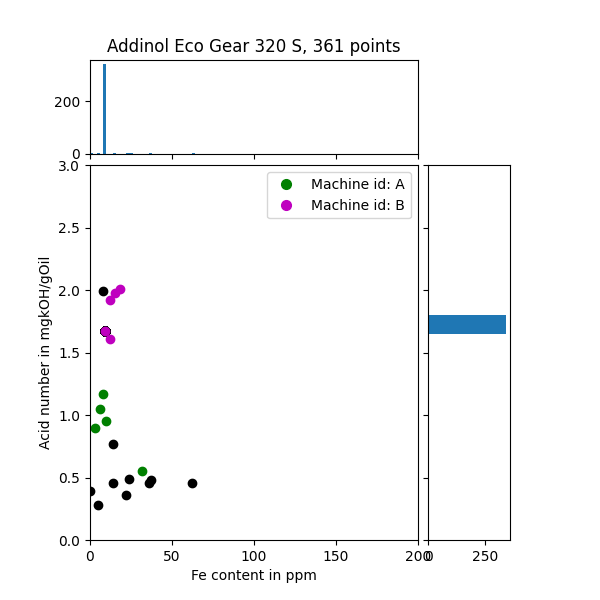 Addinol Eco Gear 320 S, 361 points
200
0
3.0
2.5
2.0
1.5
1.0
0.5
0.0
Acid number in mgkOH/gOil
Machine id: A
Machine id: B
0 50 100 150 200
0 250
Fe content in ppm